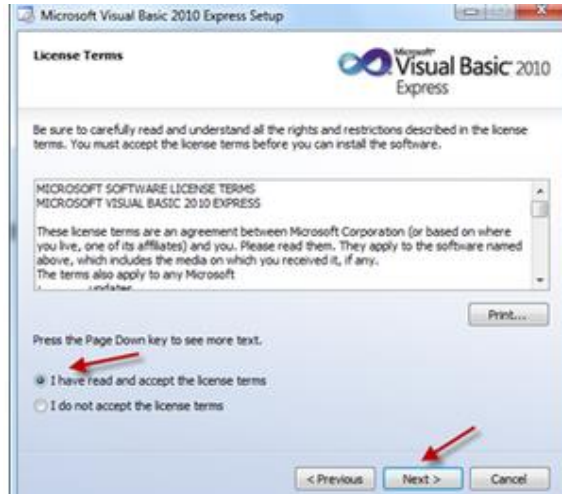 Microsoft Visual Basic 2010 Express Setup
License Terms
Microsoft
Visual Basic 2010
Express
Be sure to carefully read and understand all the rights and restrictions described in the license
terms. You must accept the license terms before you can install the software.
MICROSOFT SOFTWARE LICENSE TERMS
MICROSOFT VISUAL BASIC 2010 EXPRESS
These license terms are an agreement between Microsoft Corporation (or based on where
you live, one of its affiliates) and you. Please read them. They apply to the software named
above, which includes the media on which you received it, if any.
The terms also apply to any Microsoft
updates
Print...
Press the Page Down key to see more text.
I have read and accept the license terms
I do not accept the license terms
< Previous
Next >
Cancel